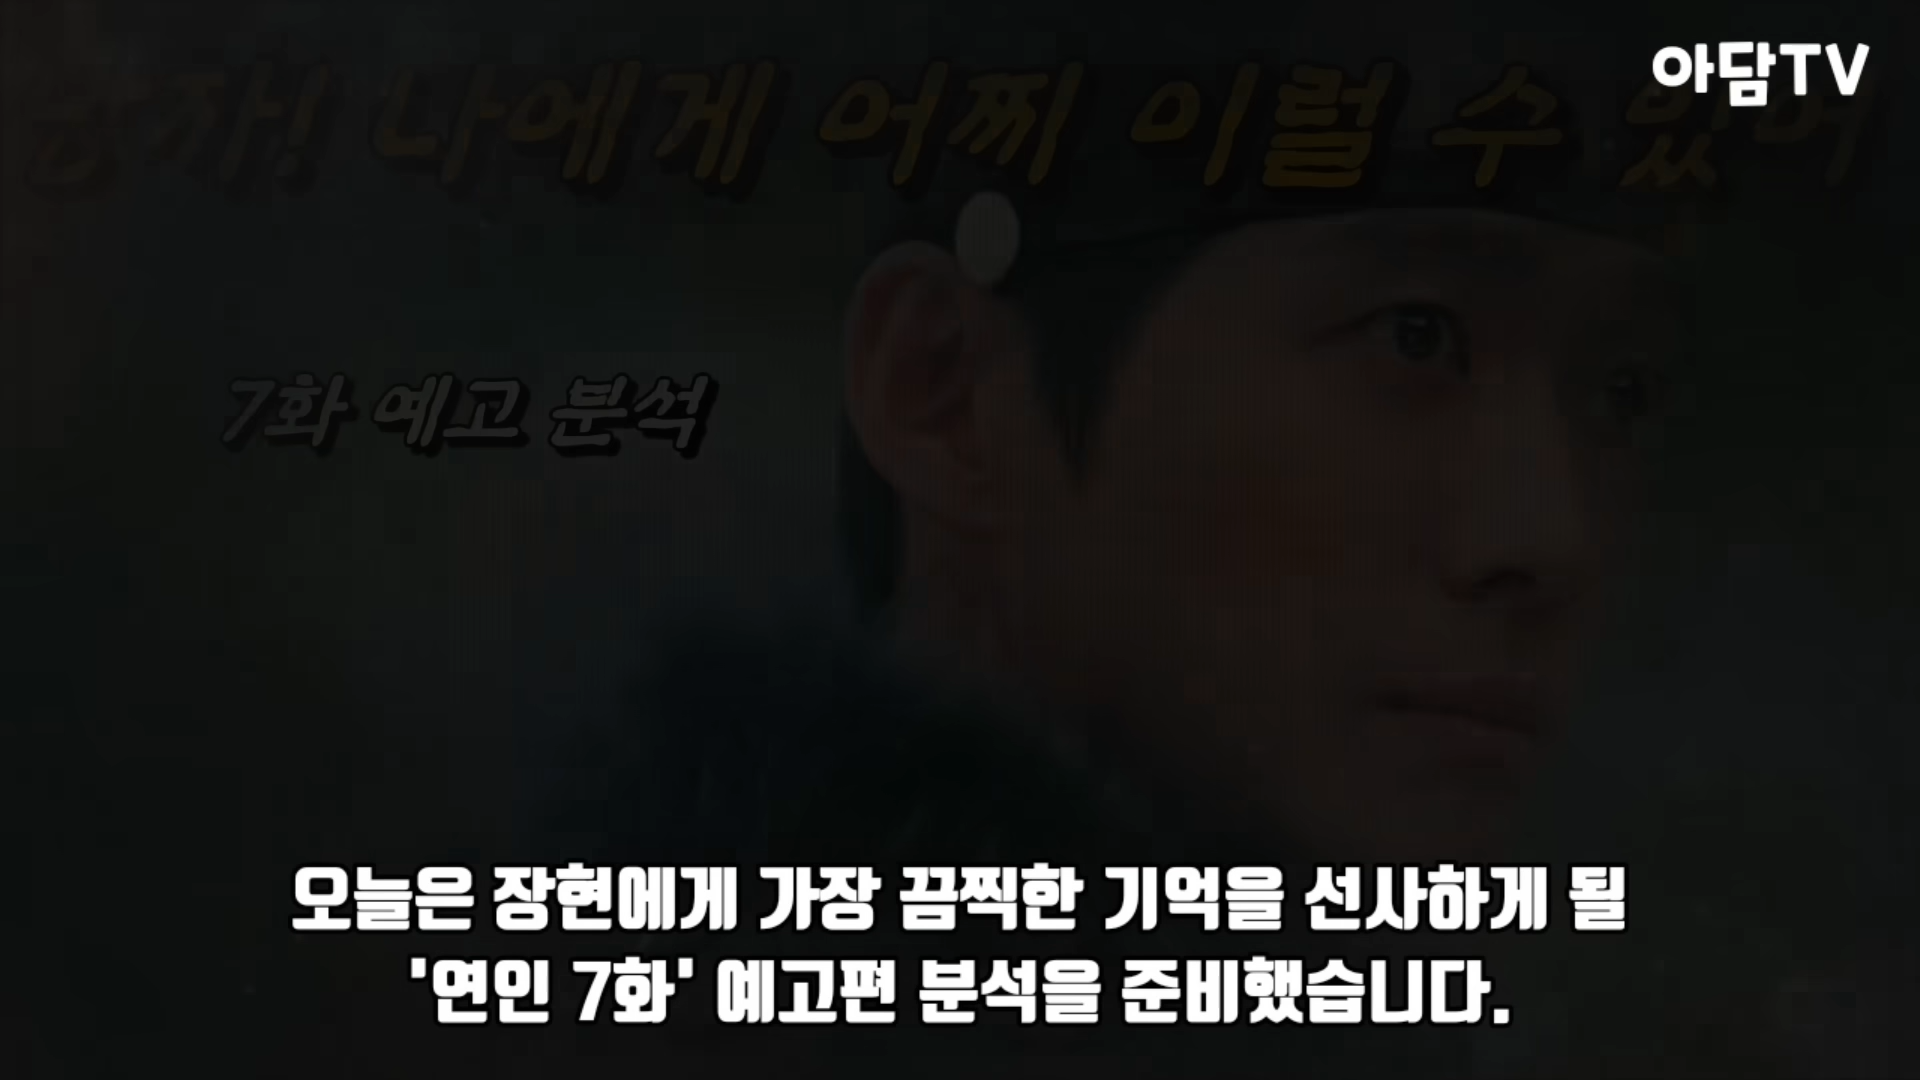 아담TV
나에게 어찌 이럴 수 있어
7화 예고 분석
오늘은 장현에게 가장 끔찍한 기억을 선사하게 될
'연인 7화' 예고편 분석을 준비했습니다.